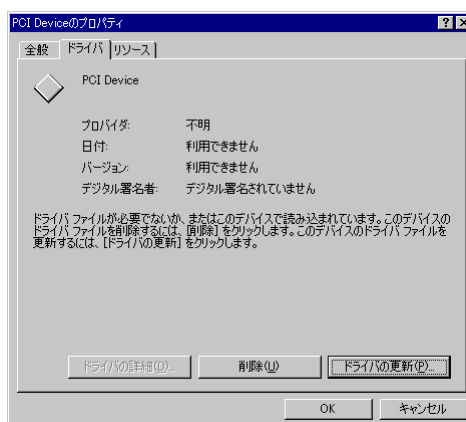 PCI Deviceのプロパティ
全般 ドライバ リソース
PCI Device
プロバイダ: 不明
日付: 利用できません
バージョン: 利用できません
デジタル署名者: デジタル署名されていません
ドライバ ファイルが必要でないか、またはこのデバイスで読み込まれています。このデバイスの
ドライバ ファイルを削除するには、[削除] をクリックします。このデバイスのドライバ ファイルを
更新するには、[ドライバの更新] をクリックします。
ドライバの詳細(D)... 削除(U) ドライバの更新(P)...
OK キャンセル